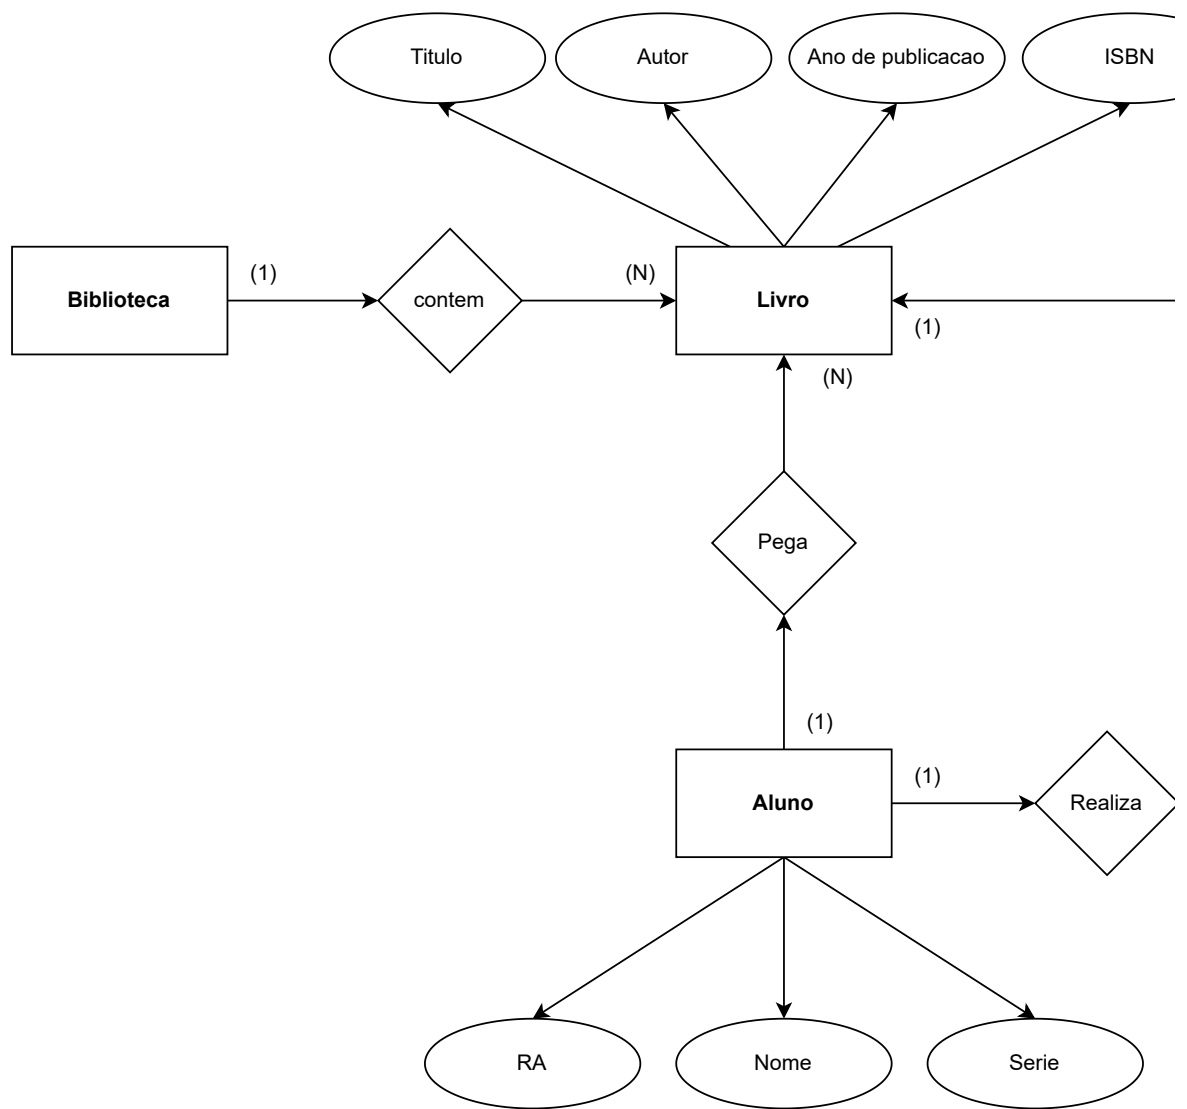 Titulo
Autor
Ano de publicacao
ISBN
Biblioteca
(1)
contem
(N)
Livro
(1)
(N)
Pega
(1)
Aluno
(1)
Realiza
RA
Nome
Serie